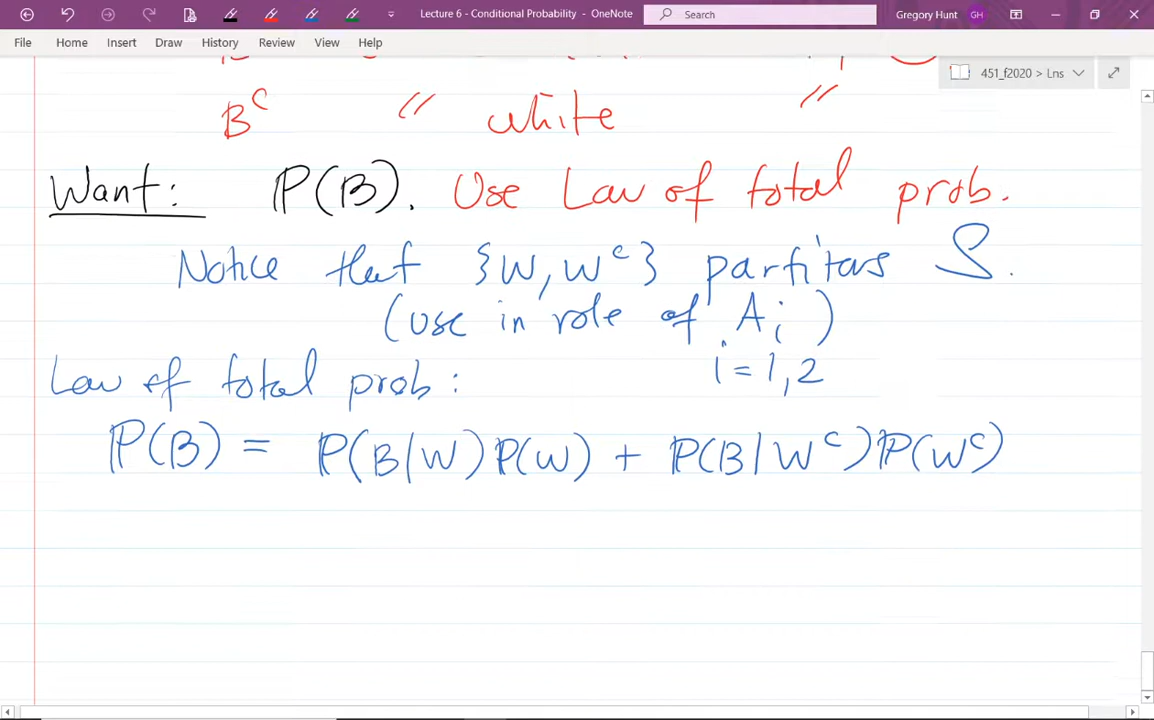 Lecture 6 - Conditional Probability - OneNote
Search
Gregory Hunt GH
File Home Insert Draw History Review View Help
451_f2020 > Lns
B^c " white "
Want: P(B). Use Law of total prob.
Notice that {W, W^c} partitions S.
(use in role of A_i)
i = 1, 2
Law of total prob:
P(B) = P(B|W)P(W) + P(B|W^c)P(W^c)